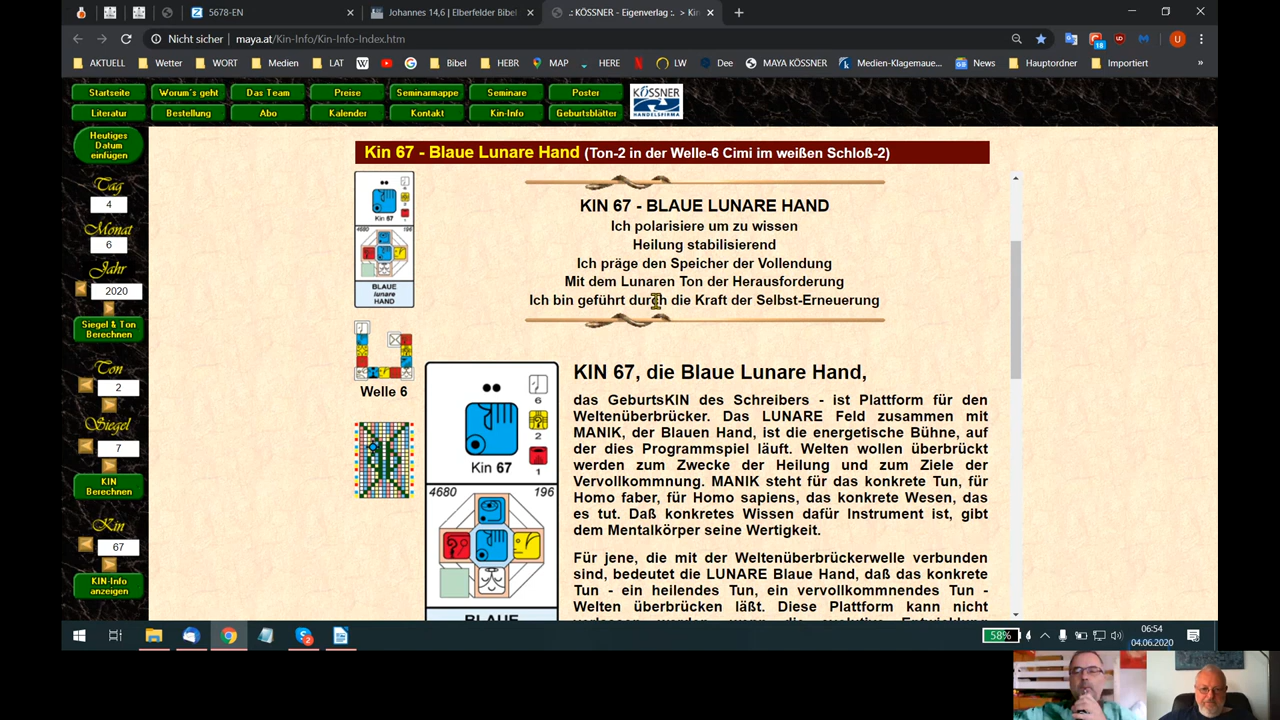 5678-EN
Johannes 14,6 | Elberfelder Bibel
.: KÖSSNER - Eigenverlag :. > Kin
Nicht sicher | maya.at/Kin-Info/Kin-Info-Index.htm
AKTUELL Wetter WORT Medien LAT Bibel HEBR MAP HERE LW Dee MAYA KÖSSNER Medien-Klagemaue... News Hauptordner Importiert »
Startseite Worum's geht Das Team Preise Seminarmappe Seminare Poster
Literatur Bestellung Abo Kalender Kontakt Kin-Info Geburtsblätter
KÖSSNER
HANDELSFIRMA
Heutiges
Datum
einfügen
Tag
4
Monat
6
Jahr
2020
Siegel & Ton
Berechnen
Ton
2
Siegel
7
KIN
Berechnen
Kin
67
KIN-Info
anzeigen
Kin 67 - Blaue Lunare Hand (Ton-2 in der Welle-6 Cimi im weißen Schloß-2)
Kin 67
4680 196
BLAUE
lunare
HAND
Welle 6
KIN 67 - BLAUE LUNARE HAND
Ich polarisiere um zu wissen
Heilung stabilisierend
Ich präge den Speicher der Vollendung
Mit dem Lunaren Ton der Herausforderung
Ich bin geführt durch die Kraft der Selbst-Erneuerung
6
2
1
Kin 67
4680 196
BLAUE
KIN 67, die Blaue Lunare Hand,
das GeburtsKIN des Schreibers - ist Plattform für den
Weltenüberbrücker. Das LUNARE Feld zusammen mit
MANIK, der Blauen Hand, ist die energetische Bühne, auf
der dies Programmspiel läuft. Welten wollen überbrückt
werden zum Zwecke der Heilung und zum Ziele der
Vervollkommnung. MANIK steht für das konkrete Tun, für
Homo faber, für Homo sapiens, das konkrete Wesen, das
es tut. Daß konkretes Wissen dafür Instrument ist, gibt
dem Mentalkörper seine Wertigkeit.
Für jene, die mit der Weltenüberbrückerwelle verbunden
sind, bedeutet die LUNARE Blaue Hand, daß das konkrete
Tun - ein heilendes Tun, ein vervollkommnendes Tun -
Welten überbrücken läßt. Diese Plattform kann nicht
58%
06:54
04.06.2020